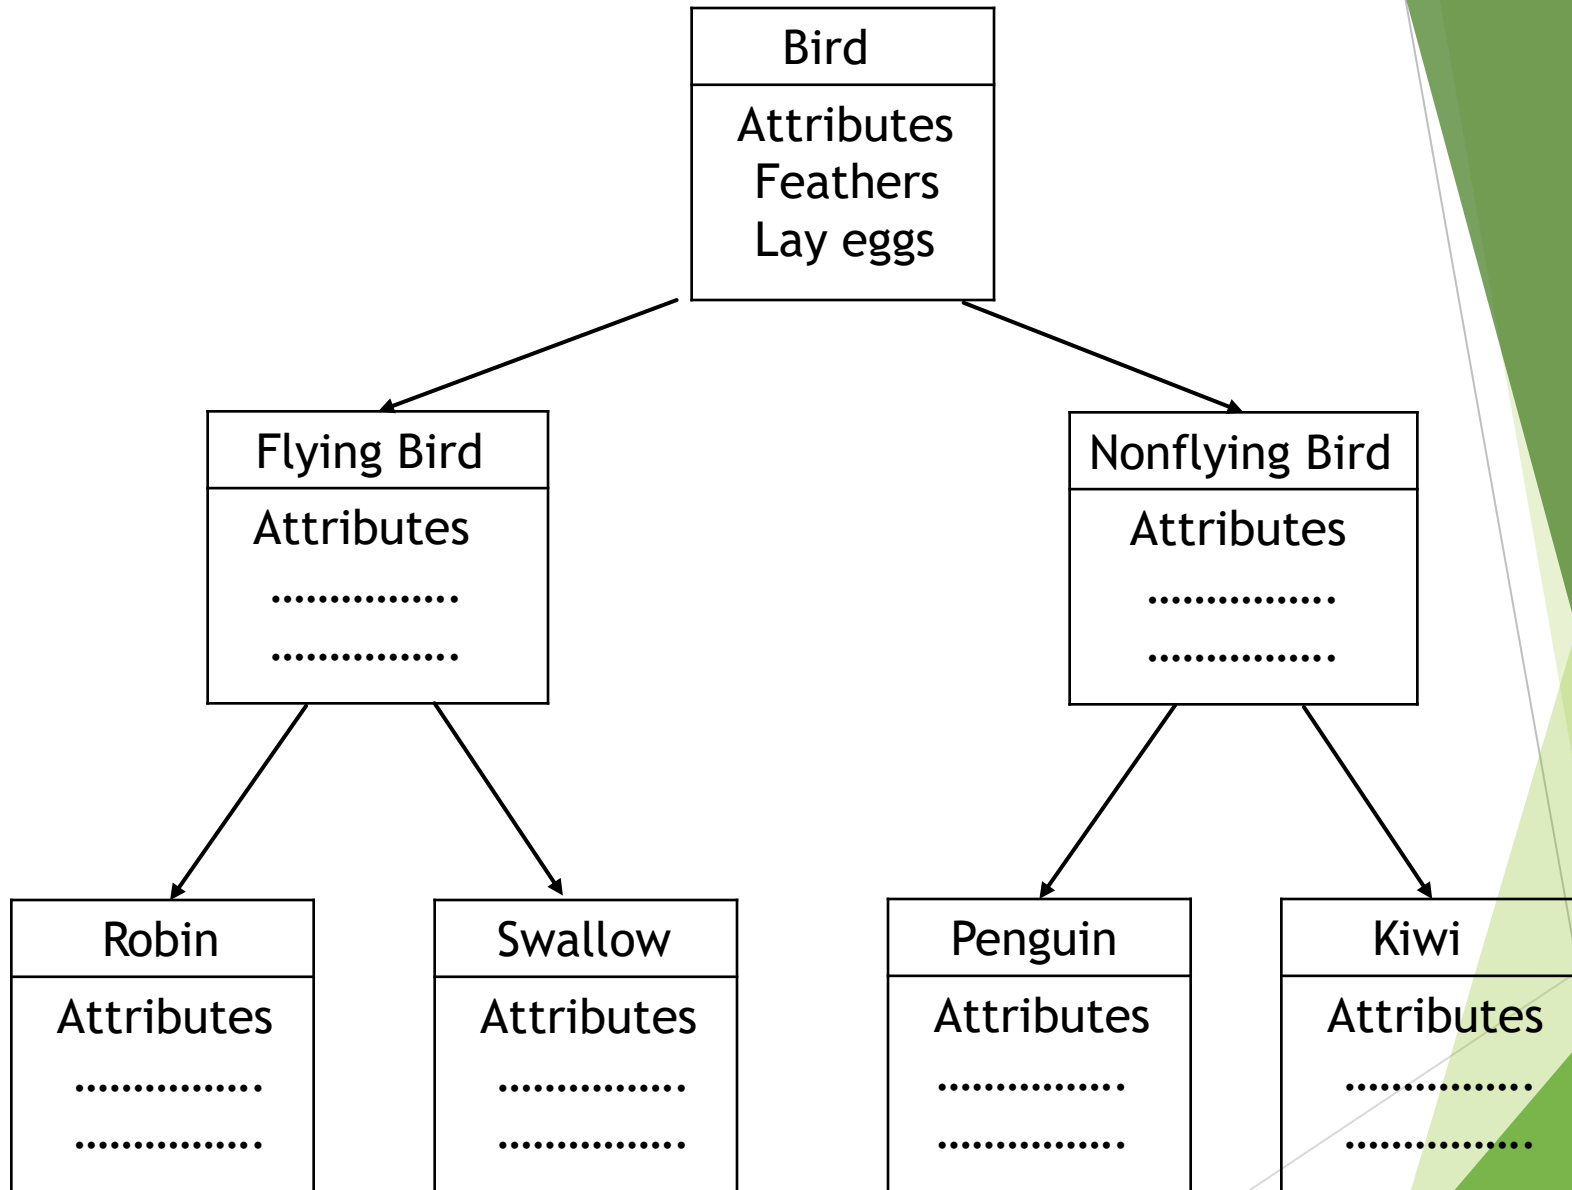 Bird
Attributes
Feathers
Lay eggs
Flying Bird
Attributes
................
................
Nonflying Bird
Attributes
................
................
Robin
Attributes
................
................
Swallow
Attributes
................
................
Penguin
Attributes
................
................
Kiwi
Attributes
................
................